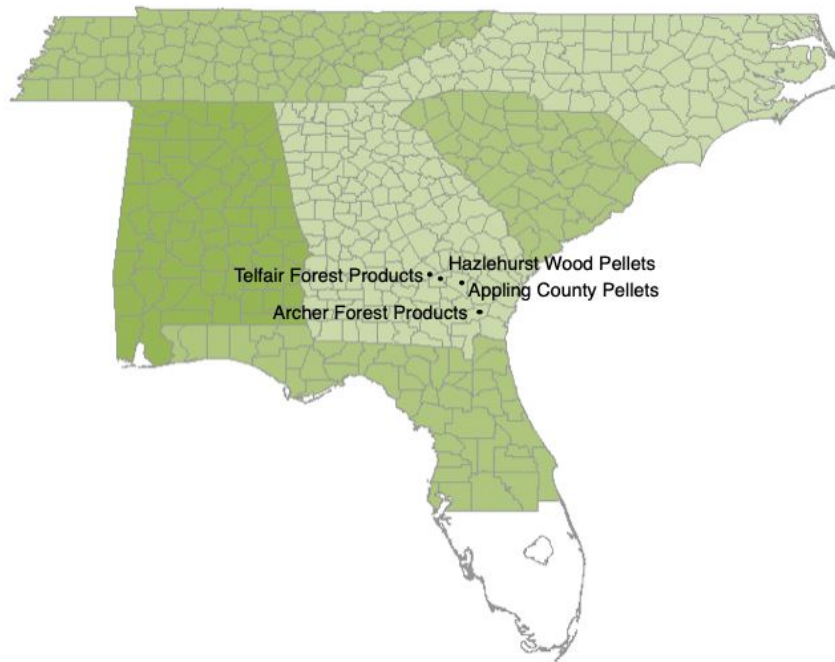 Hazlehurst Wood Pellets
Telfair Forest Products
Appling County Pellets
Archer Forest Products